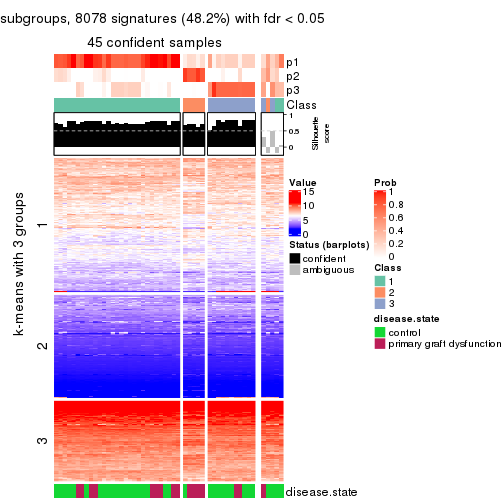 subgroups, 8078 signatures (48.2%) with fdr < 0.05
45 confident samples
p1
p2
p3
Class
1
0.5
0
Silhouette
score
k-means with 3 groups
1
2
3
Value
15
10
5
0
Status (barplots)
confident
ambiguous
Prob
1
0.8
0.6
0.4
0.2
0
Class
1
2
3
disease.state
control
primary graft dysfunction
disease.state